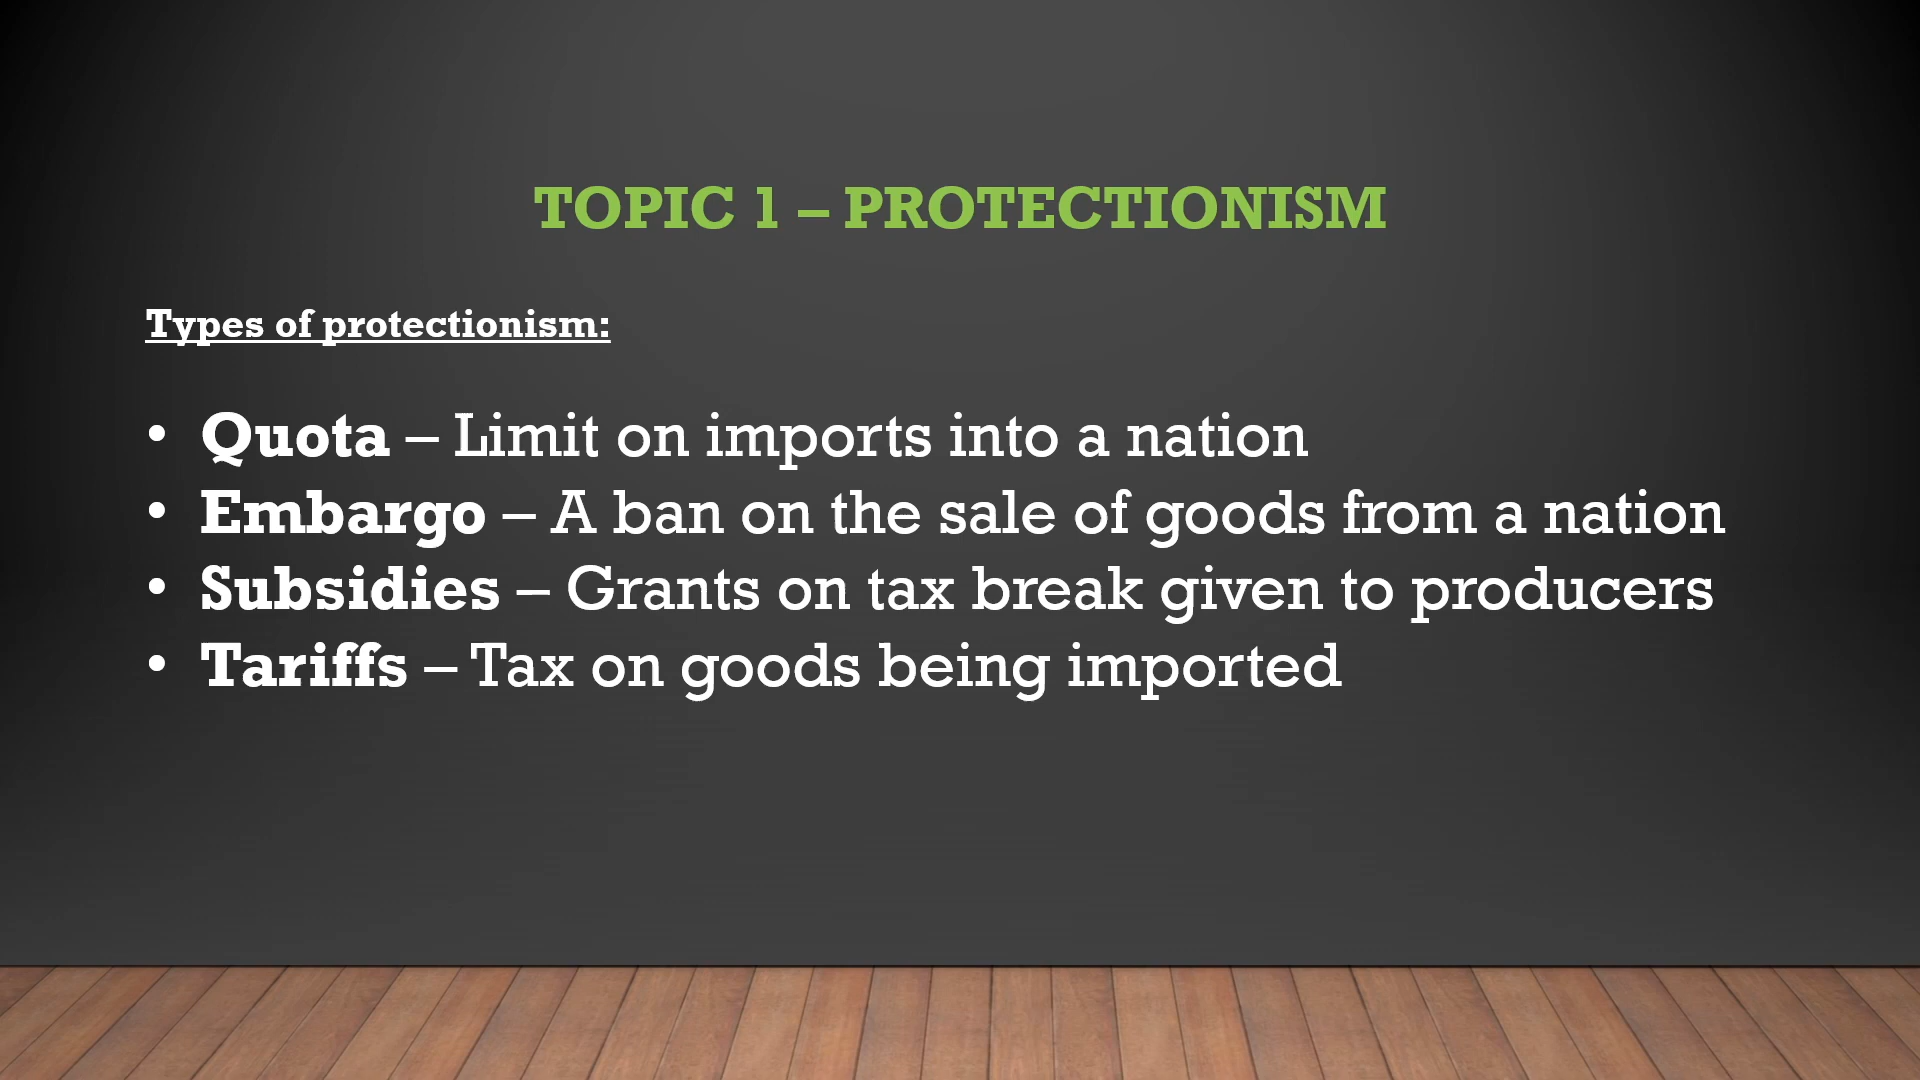 TOPIC 1 – PROTECTIONISM
Types of protectionism:
• Quota – Limit on imports into a nation
• Embargo – A ban on the sale of goods from a nation
• Subsidies – Grants on tax break given to producers
• Tariffs – Tax on goods being imported